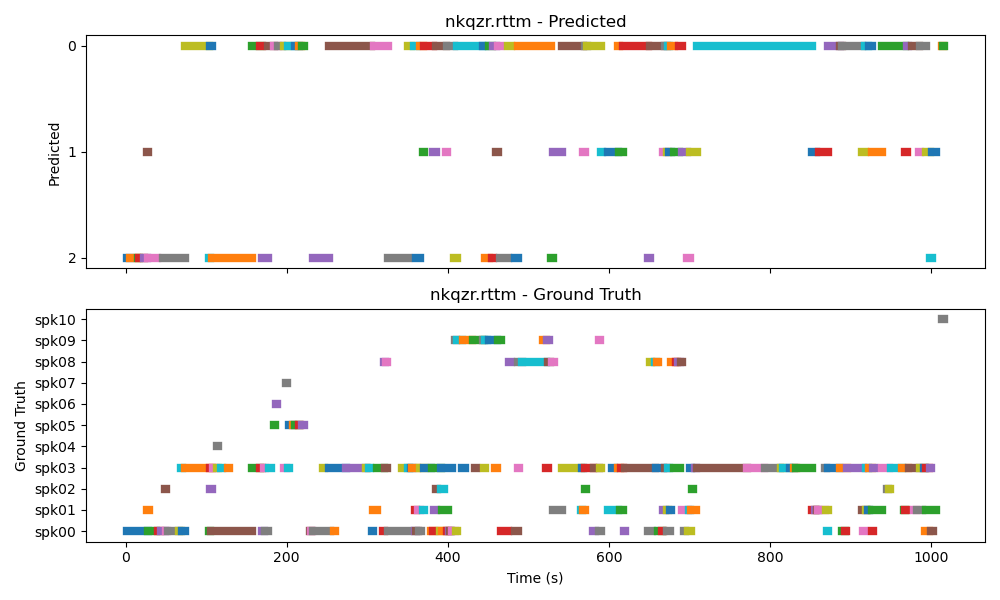 nkqzr.rttm - Predicted
0
1
2
Predicted
nkqzr.rttm - Ground Truth
spk10
spk09
spk08
spk07
spk06
spk05
spk04
spk03
spk02
spk01
spk00
Ground Truth
0 200 400 600 800 1000
Time (s)